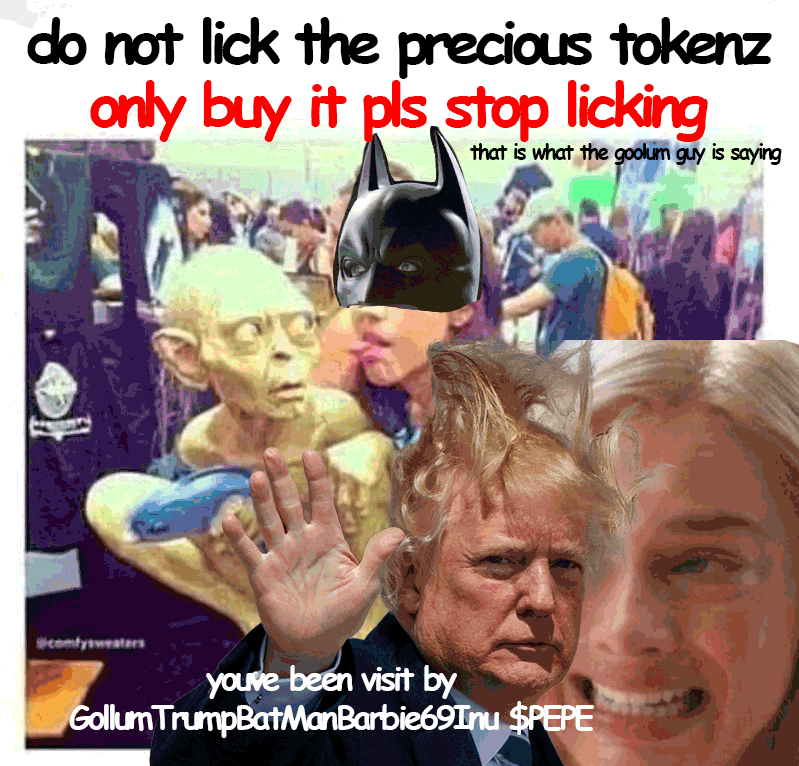 do not lick the precious tokenz
only buy it pls stop licking
that is what the goolum guy is saying
@comfysweaters
youve been visit by
GollumTrumpBatManBarbie69Inu $PEPE